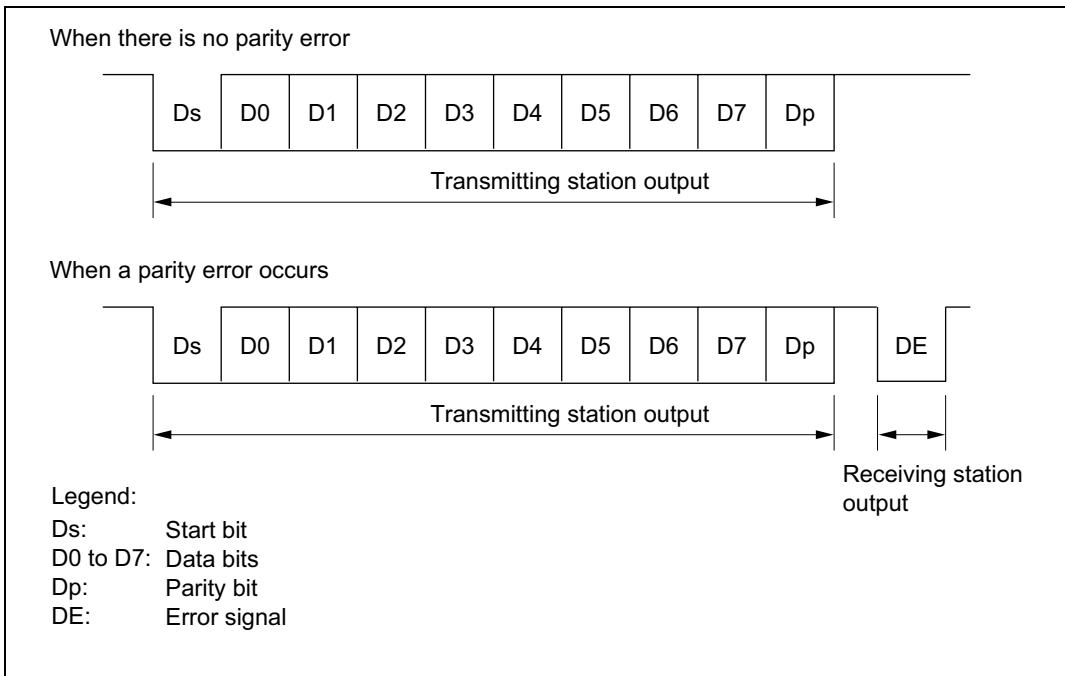 When there is no parity error
Ds D0 D1 D2 D3 D4 D5 D6 D7 Dp
Transmitting station output
When a parity error occurs
Ds D0 D1 D2 D3 D4 D5 D6 D7 Dp DE
Transmitting station output
Receiving station
output
Legend:
Ds: Start bit
D0 to D7: Data bits
Dp: Parity bit
DE: Error signal